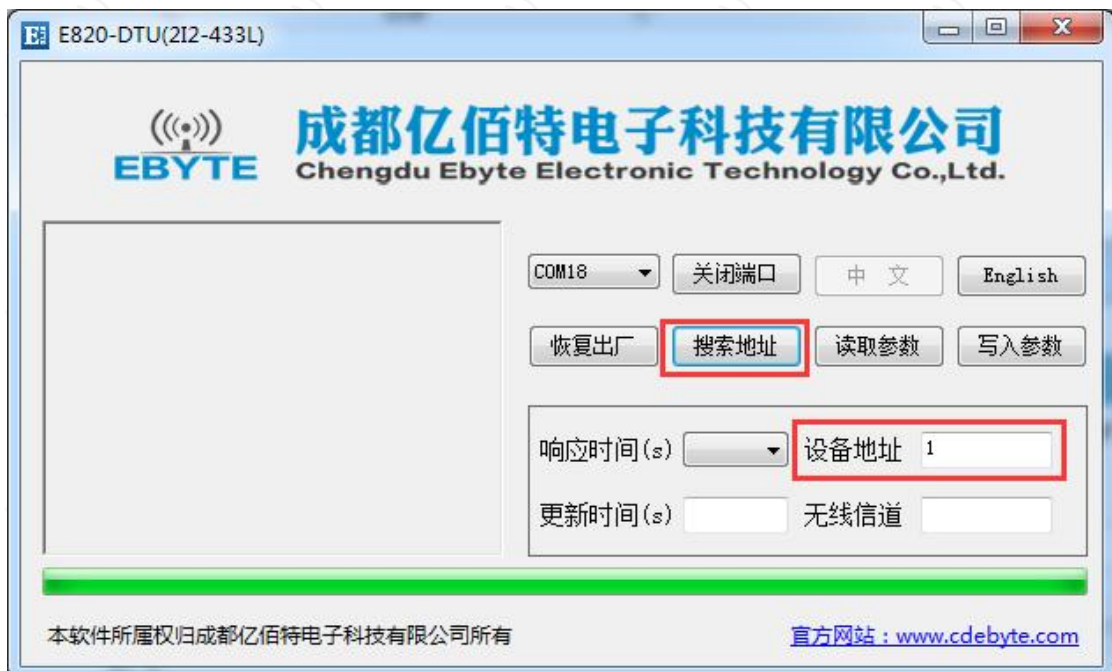 E820-DTU(2I2-433L)
EBYTE
成都亿佰特电子科技有限公司
Chengdu Ebyte Electronic Technology Co.,Ltd.
COM18 关闭端口 中 文 English
恢复出厂 搜索地址 读取参数 写入参数
响应时间(s) 设备地址 1
更新时间(s) 无线信道
本软件所属权归成都亿佰特电子科技有限公司所有 官方网站：www.cdebyte.com